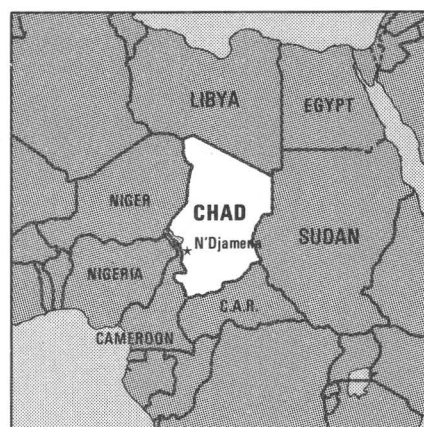 LIBYA
EGYPT
NIGER
CHAD
N'Djamena
SUDAN
NIGERIA
C.A.R.
CAMEROON